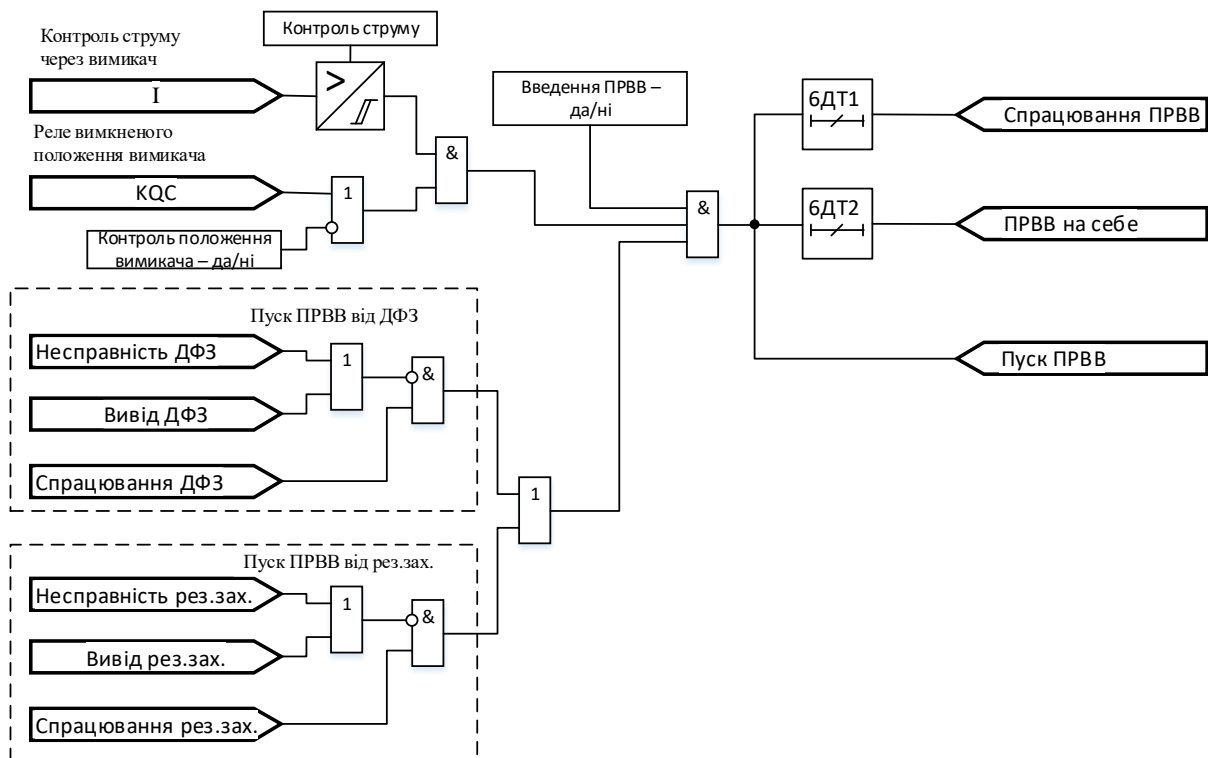 Контроль струму
через вимикач
I
Контроль струму
>
Реле вимкненого
положення вимикача
KQC
1
&
Контроль положення
вимикача – да/ні
Введення ПРВВ –
да/ні
&
6ДТ1
Спрацювання ПРВВ
6ДТ2
ПРВВ на себе
Пуск ПРВВ
Пуск ПРВВ від ДФЗ
Несправність ДФЗ
1
&
Вивід ДФЗ
Спрацювання ДФЗ
1
Пуск ПРВВ від рез.зах.
Несправність рез.зах.
1
&
Вивід рез.зах.
Спрацювання рез.зах.